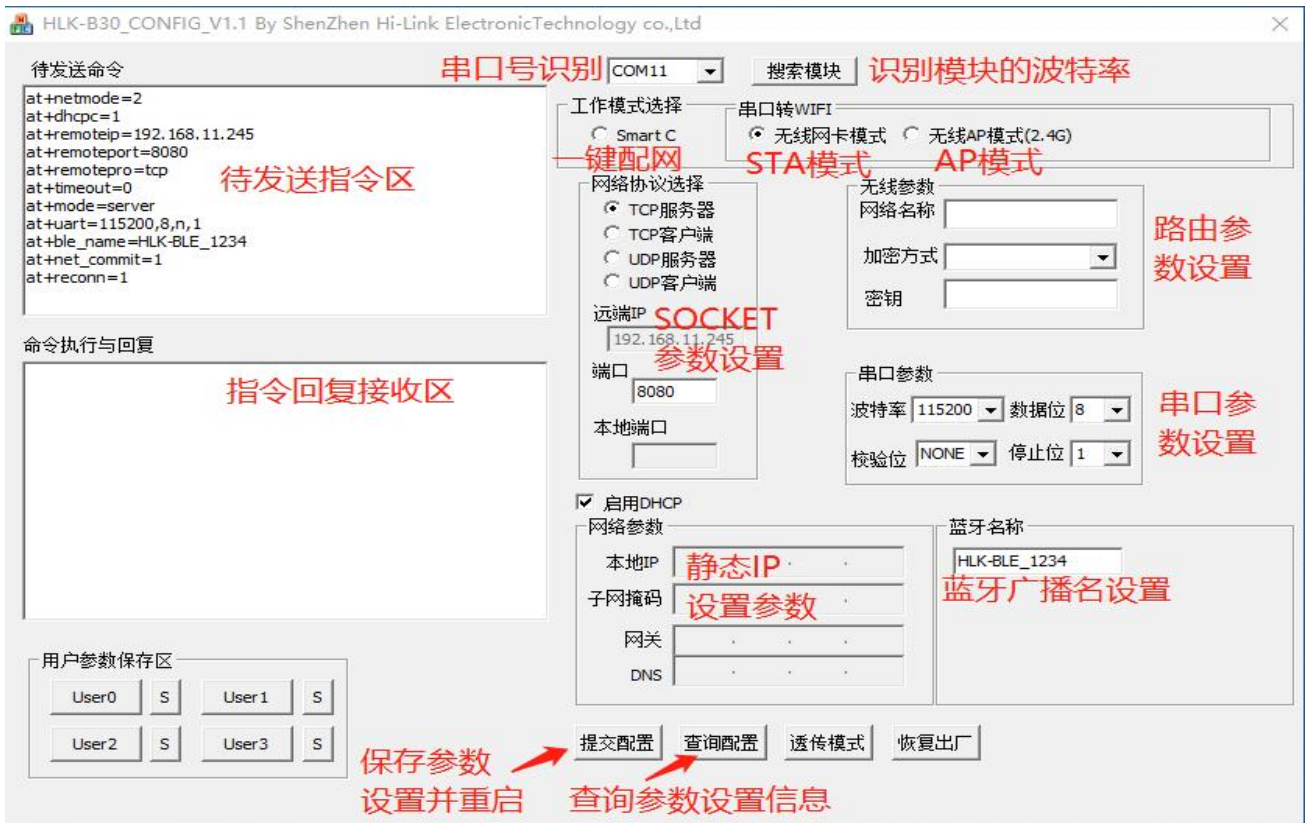 HLK-B30_CONFIG_V1.1 By ShenZhen Hi-Link ElectronicTechnology co.,Ltd
待发送命令
串口号识别 COM11 搜索模块 识别模块的波特率
at+netmode=2
at+dhcpc=1
at+remoteip=192.168.11.245
at+remoteport=8080
at+remotepro=tcp
at+timeout=0
at+mode=server
at+uart=115200,8,n,1
at+ble_name=HLK-BLE_1234
at+net_commit=1
at+reconn=1
待发送指令区
工作模式选择
Smart C
一键配网
串口转WIFI
无线网卡模式 无线AP模式(2.4G)
STA模式 AP模式
网络协议选择
TCP服务器
TCP客户端
UDP服务器
UDP客户端
远端IP
192.168.11.245
SOCKET
参数设置
端口
8080
本地端口
无线参数
网络名称
加密方式
密钥
路由参
数设置
命令执行与回复
指令回复接收区
串口参数
波特率 115200 数据位 8
校验位 NONE 停止位 1
串口参
数设置
启用DHCP
网络参数
本地IP
子网掩码
网关
DNS
静态IP
设置参数
蓝牙名称
HLK-BLE_1234
蓝牙广播名设置
用户参数保存区
User0 S User1 S
User2 S User3 S
提交配置 查询配置 透传模式 恢复出厂
保存参数
设置并重启
查询参数设置信息